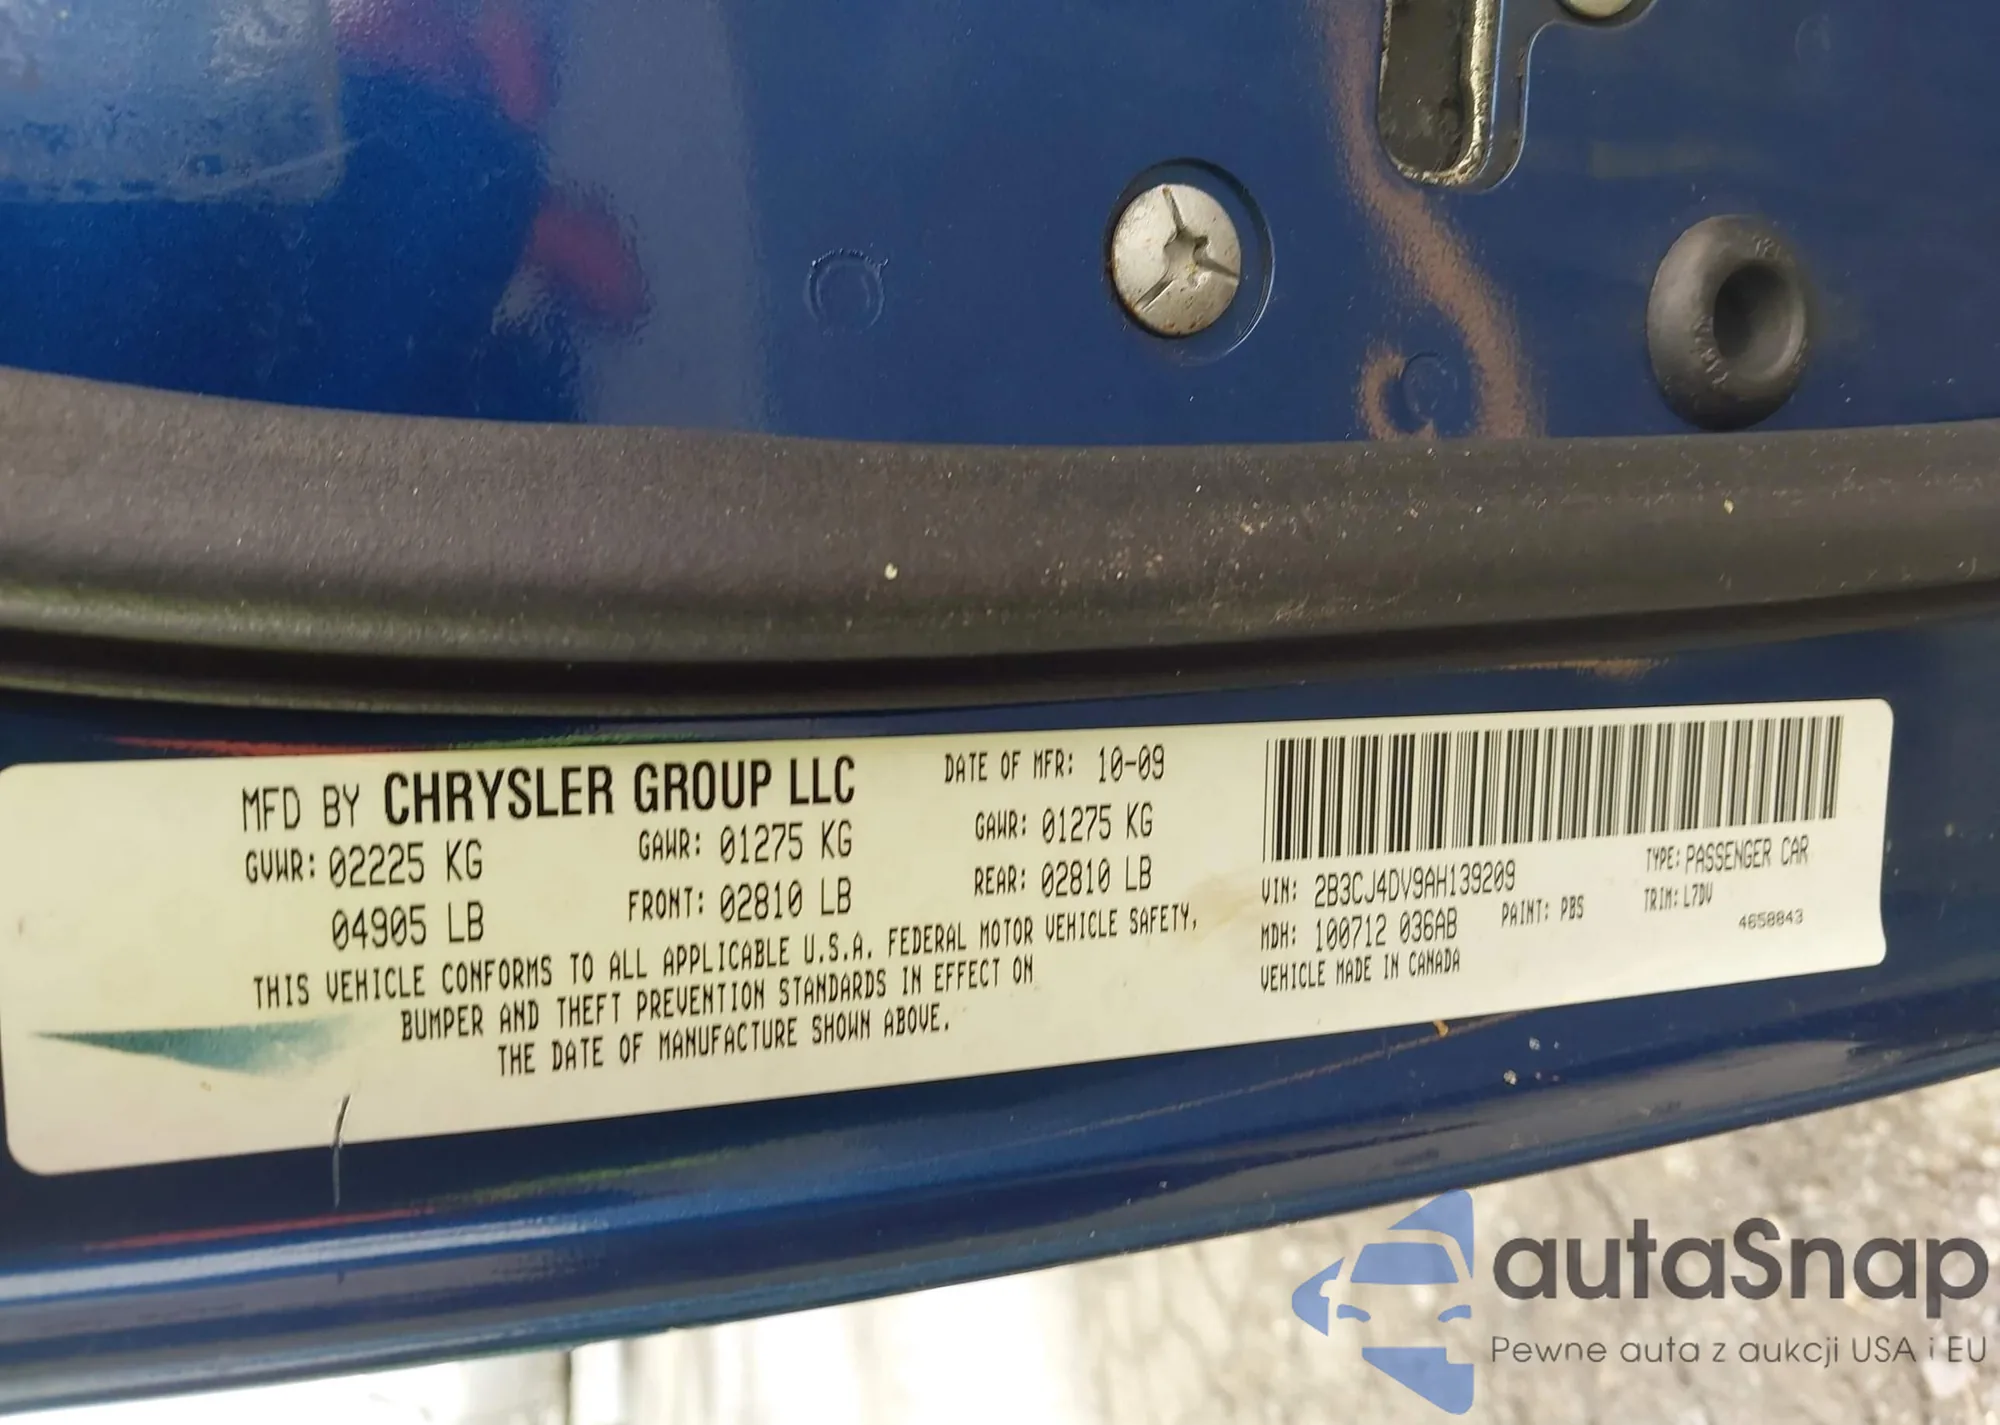 MFD BY CHRYSLER GROUP LLC
DATE OF MFR: 10-09
GVWR: 02225 KG
GAWR: 01275 KG
GAWR: 01275 KG
04905 LB
FRONT: 02810 LB
REAR: 02810 LB
THIS VEHICLE CONFORMS TO ALL APPLICABLE U.S.A. FEDERAL MOTOR VEHICLE SAFETY,
BUMPER AND THEFT PREVENTION STANDARDS IN EFFECT ON
THE DATE OF MANUFACTURE SHOWN ABOVE.
VIN: 2B3CJ4DV9AH139209
TYPE: PASSENGER CAR
MDH: 100712 036AB
PAINT: PBS
TRIM: L7DV
4658843
VEHICLE MADE IN CANADA
autaSnap
Pewne auta z aukcji USA i EU